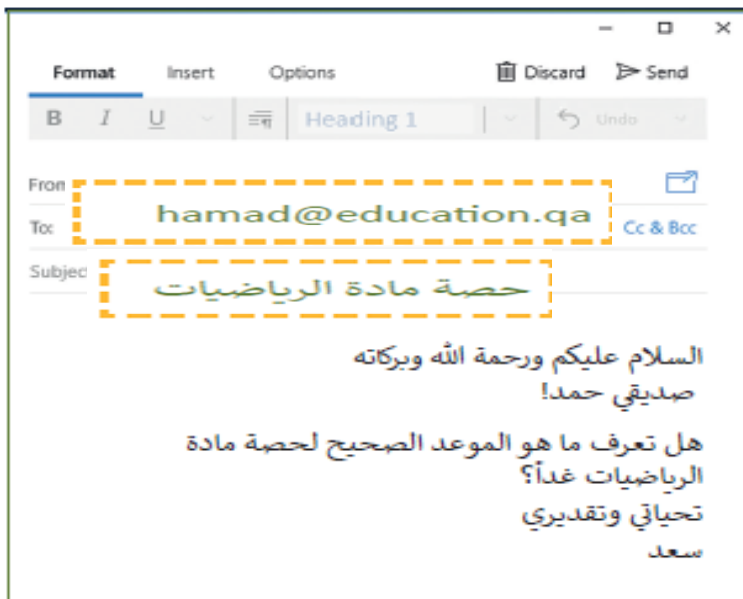 Format Insert Options Discard Send
B I U Heading 1 Undo
From
hamad@education.qa
To: Cc & Bcc
Subjec
حصة مادة الرياضيات
السلام عليكم ورحمة الله وبركاته
صديقي حمد!
هل تعرف ما هو الموعد الصحيح لحصة مادة
الرياضيات غداً؟
تحياتي وتقديري
سعد